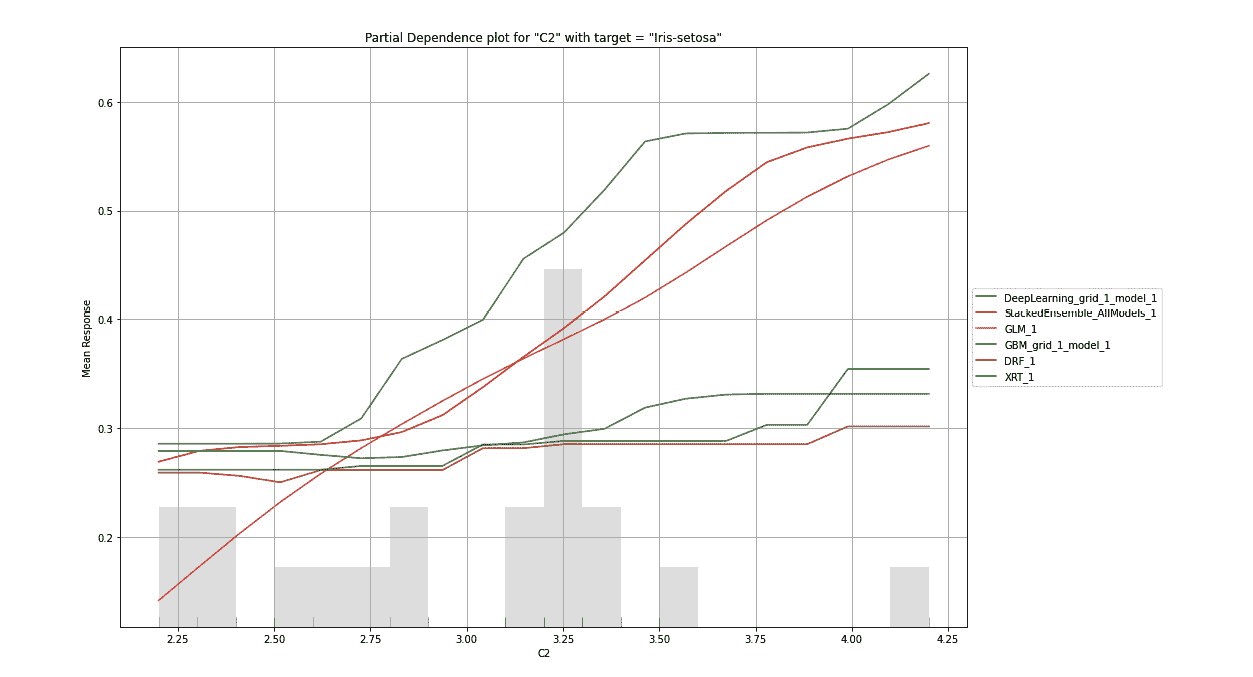 Partial Dependence plot for "C2" with target = "Iris-setosa"
0.6
0.5
0.4
0.3
0.2
Mean Response
2.25 2.50 2.75 3.00 3.25 3.50 3.75 4.00 4.25
C2
DeepLearning_grid_1_model_1
StackedEnsemble_AllModels_1
GLM_1
GBM_grid_1_model_1
DRF_1
XRT_1